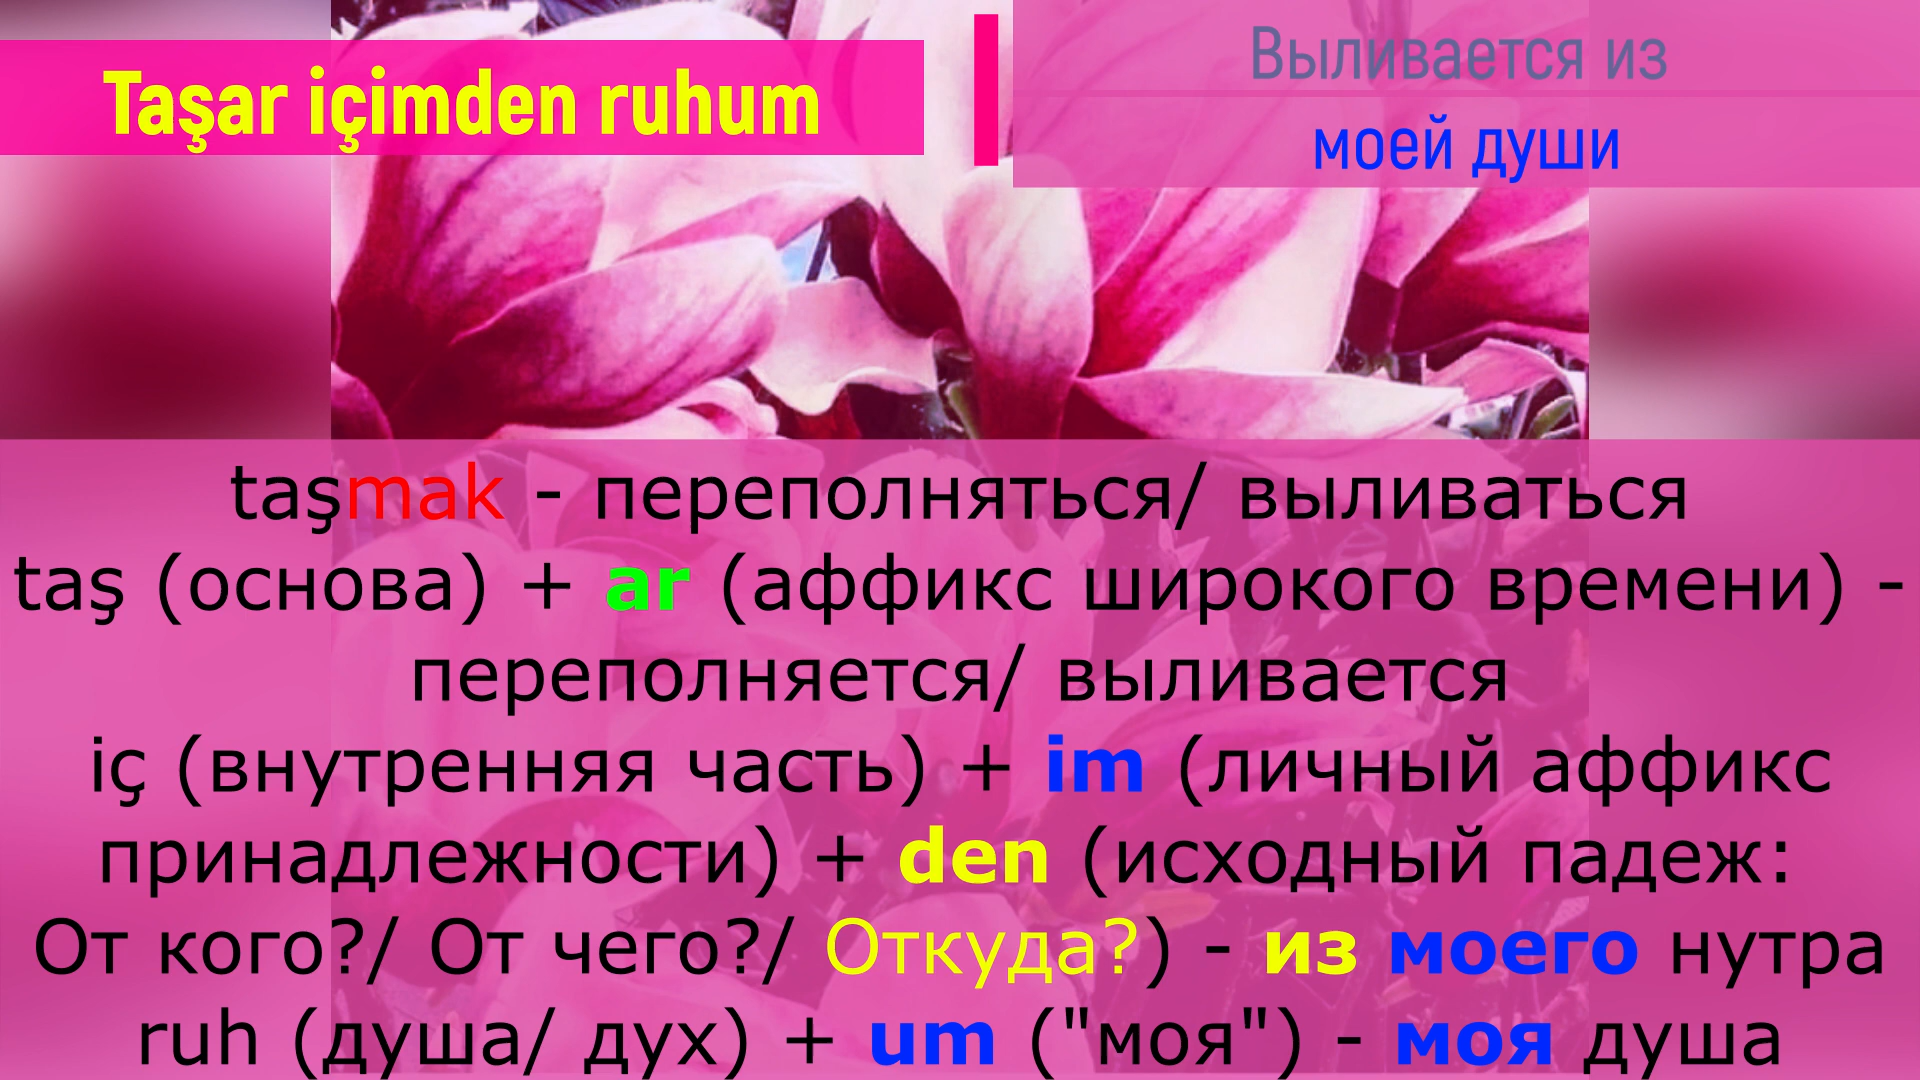 Taşar içimden ruhum
Выливается из
моей души
taşmak - переполняться/ выливаться
taş (основа) + ar (аффикс широкого времени) -
переполняется/ выливается
iç (внутренняя часть) + im (личный аффикс
принадлежности) + den (исходный падеж:
От кого?/ От чего?/ Откуда?) - из моего нутра
ruh (душа/ дух) + um ("моя") - моя душа